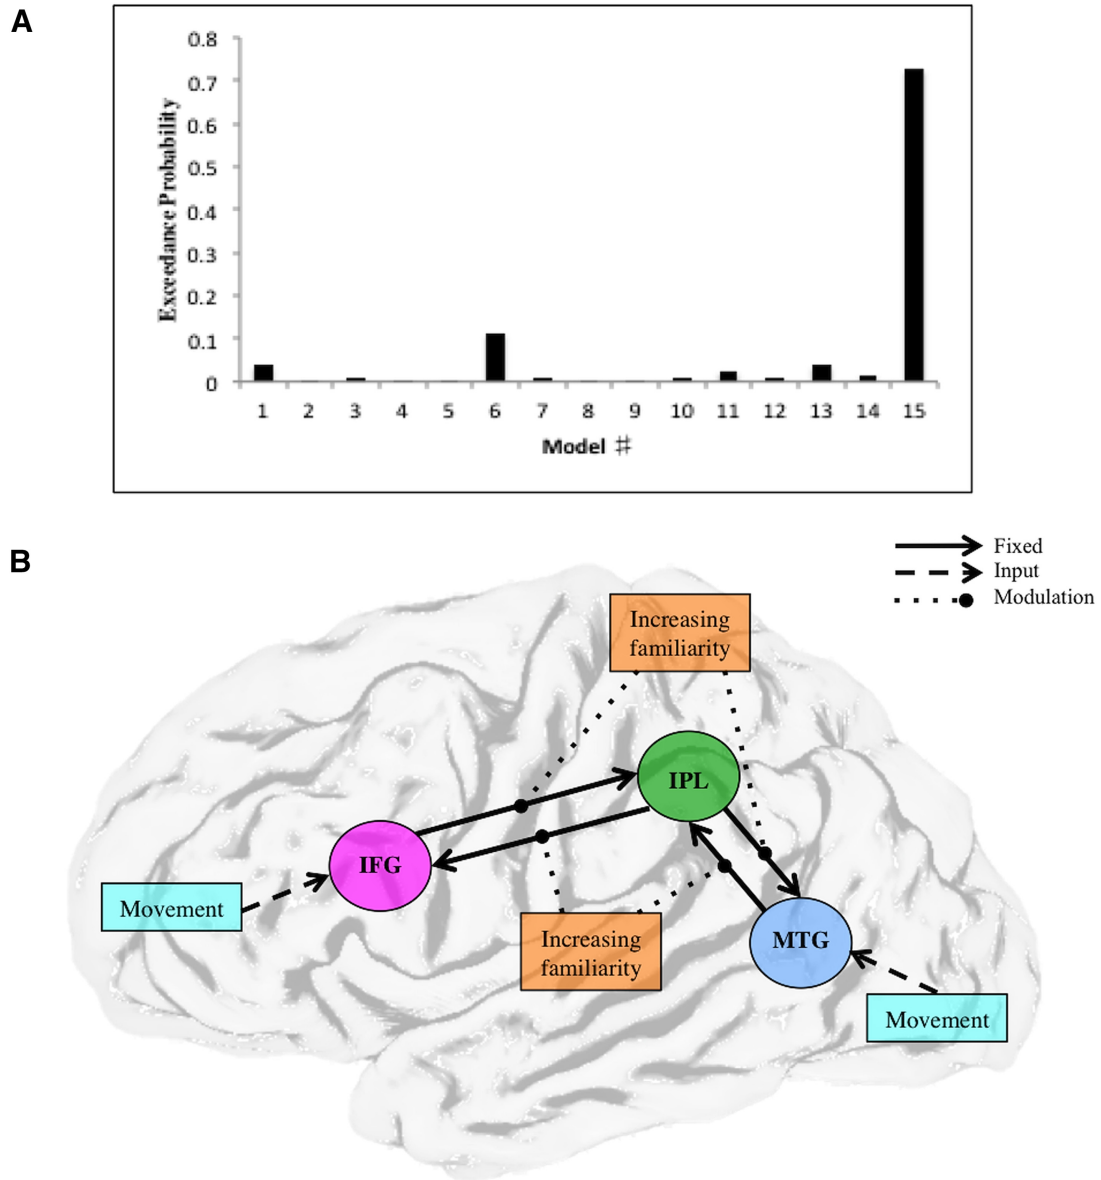 A
0.8
0.7
0.6
0.5
0.4
0.3
0.2
0.1
0
Exceedance Probability
1 2 3 4 5 6 7 8 9 10 11 12 13 14 15
Model #
B
Fixed
Input
Modulation
Increasing
familiarity
IPL
IFG
Movement
Increasing
familiarity
MTG
Movement